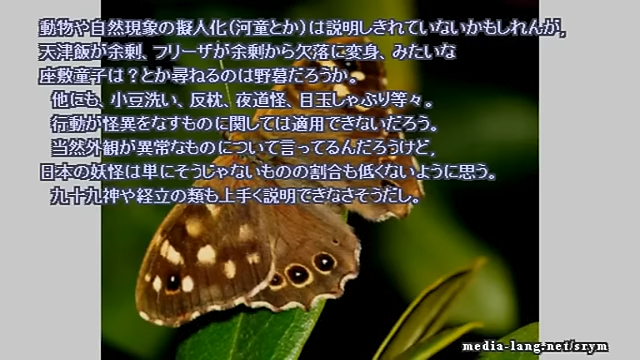 動物や自然現象の擬人化（河童とか）は説明しきれていないかもしれんが，
天津飯が余剰、フリーザが余剰から欠落に変身、みたいな
座敷童子は？とか尋ねるのは野暮だろうか。
他にも、小豆洗い、反枕、夜道怪、目玉しゃぶり等々。
行動が怪異をなすものに関しては適用できないだろう。
当然外観が異常なものについて言ってるんだろうけど，
日本の妖怪は単にそうじゃないものの割合も低くないように思う。
九十九神や経立の類も上手く説明できなさそうだし。
media-lang.net/srym